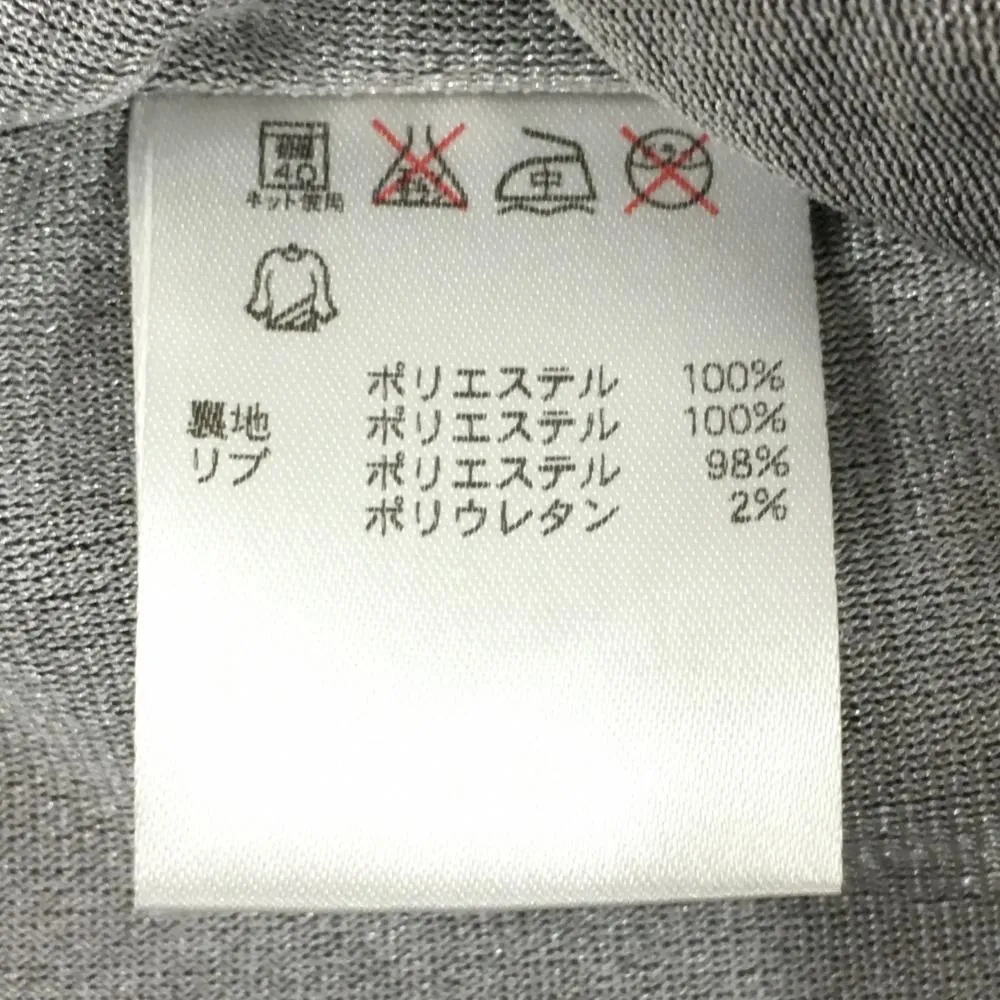 40 中
ネット使用
ポリエステル 100%
裏地 ポリエステル 100%
リブ ポリエステル 98%
ポリウレタン 2%